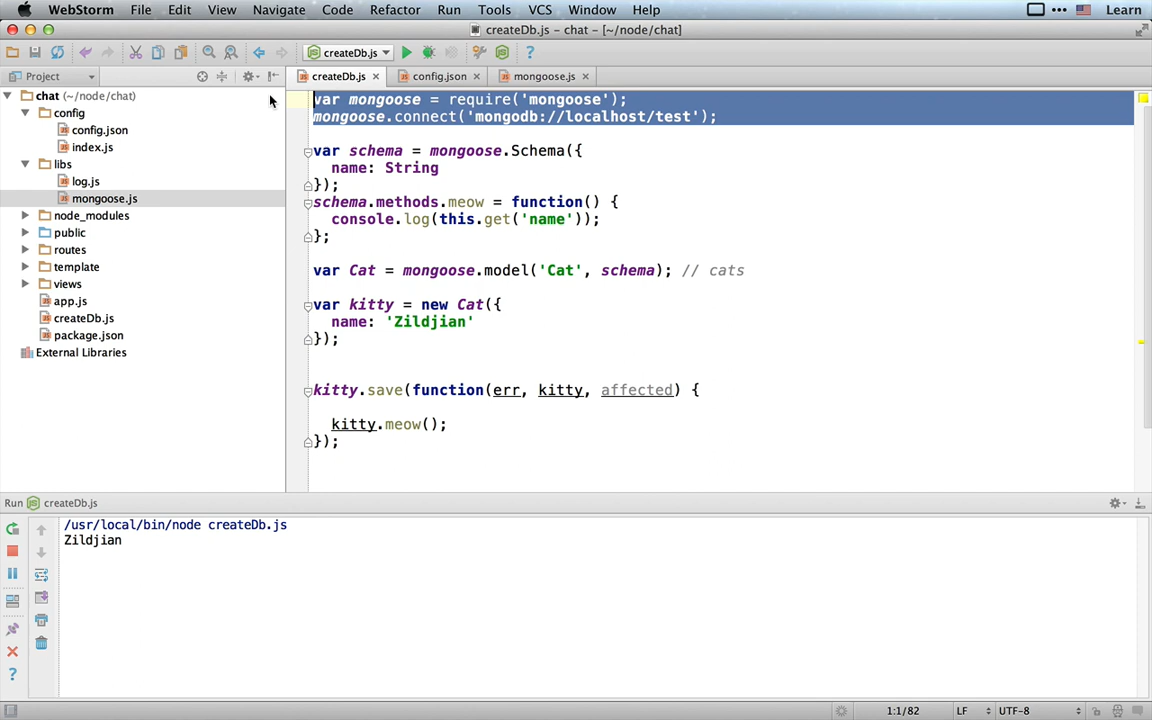 WebStorm File Edit View Navigate Code Refactor Run Tools VCS Window Help Learn
createDb.js - chat - [~/node/chat]
createDb.js
Project
createDb.js config.json mongoose.js
chat (~/node/chat)
config
config.json
index.js
libs
log.js
mongoose.js
node_modules
public
routes
template
views
app.js
createDb.js
package.json
External Libraries
var mongoose = require('mongoose');
mongoose.connect('mongodb://localhost/test');
var schema = mongoose.Schema({
name: String
});
schema.methods.meow = function() {
console.log(this.get('name'));
};
var Cat = mongoose.model('Cat', schema); // cats
var kitty = new Cat({
name: 'Zildjian'
});
kitty.save(function(err, kitty, affected) {
kitty.meow();
});
Run createDb.js
/usr/local/bin/node createDb.js
Zildjian
1:1/82 LF UTF-8